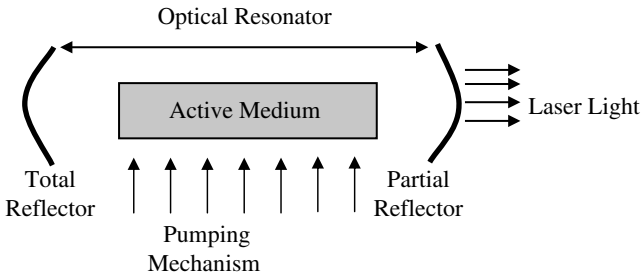 Optical Resonator
Active Medium
Laser Light
Total
Reflector
Partial
Reflector
Pumping
Mechanism